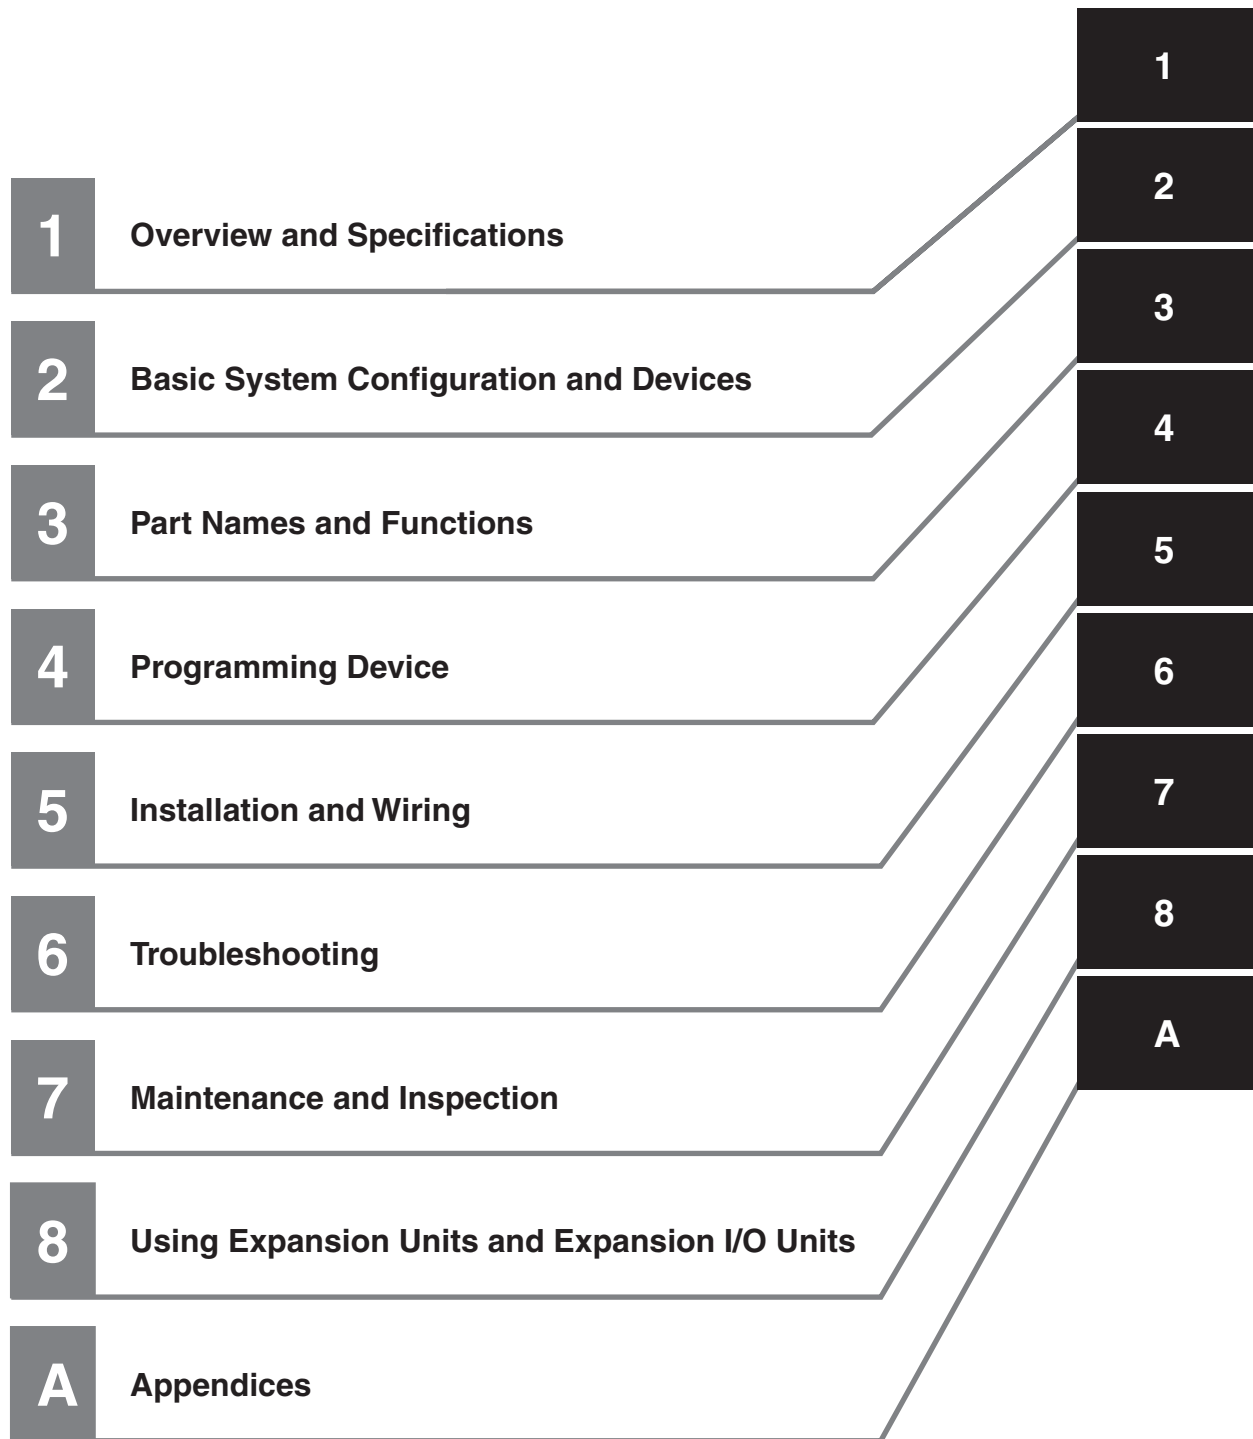 1 Overview and Specifications
2 Basic System Configuration and Devices
3 Part Names and Functions
4 Programming Device
5 Installation and Wiring
6 Troubleshooting
7 Maintenance and Inspection
8 Using Expansion Units and Expansion I/O Units
A Appendices
1
2
3
4
5
6
7
8
A